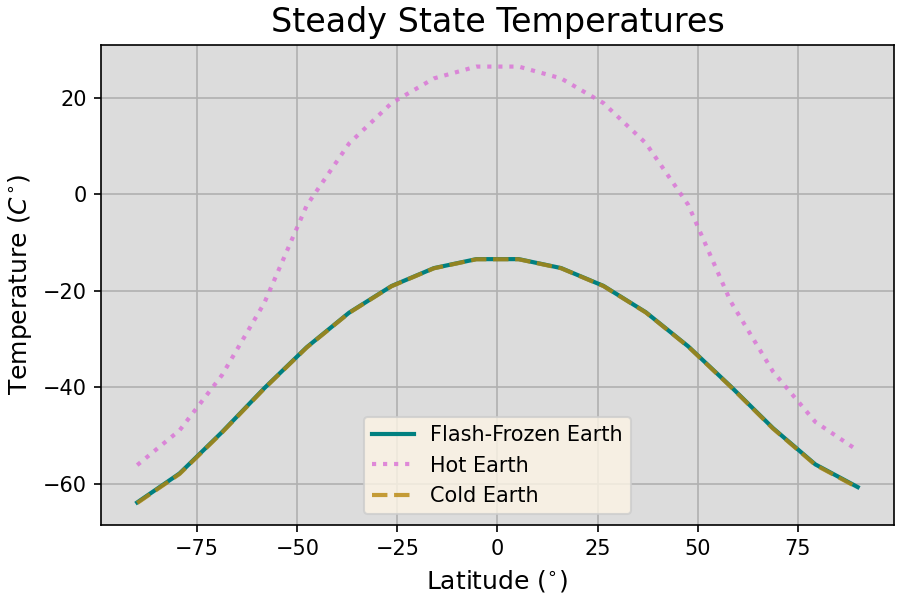 Steady State Temperatures
Temperature (C°)
20
0
−20
−40
−60
Flash-Frozen Earth
Hot Earth
Cold Earth
−75 −50 −25 0 25 50 75
Latitude (°)